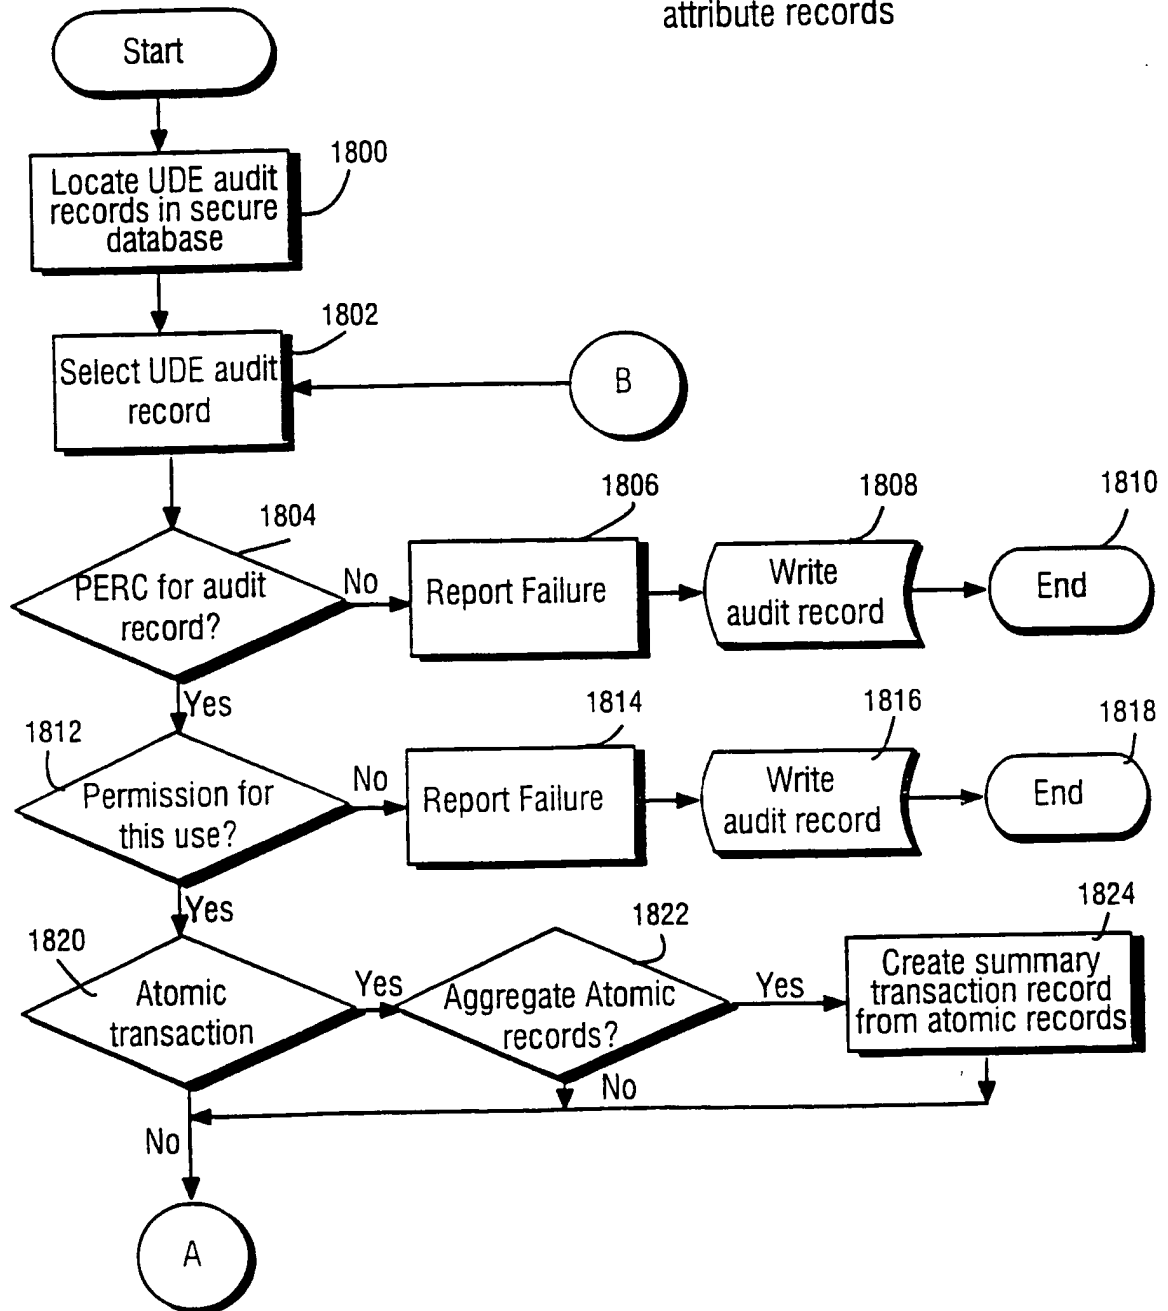 attribute records
Start
1800
Locate UDE audit
records in secure
database
1802
Select UDE audit
record
B
1804
PERC for audit
record?
No
1806
Report Failure
1808
Write
audit record
1810
End
Yes
1812
Permission for
this use?
No
1814
Report Failure
1816
Write
audit record
1818
End
Yes
1820
Atomic
transaction
Yes
1822
Aggregate Atomic
records?
Yes
1824
Create summary
transaction record
from atomic records
No
No
A